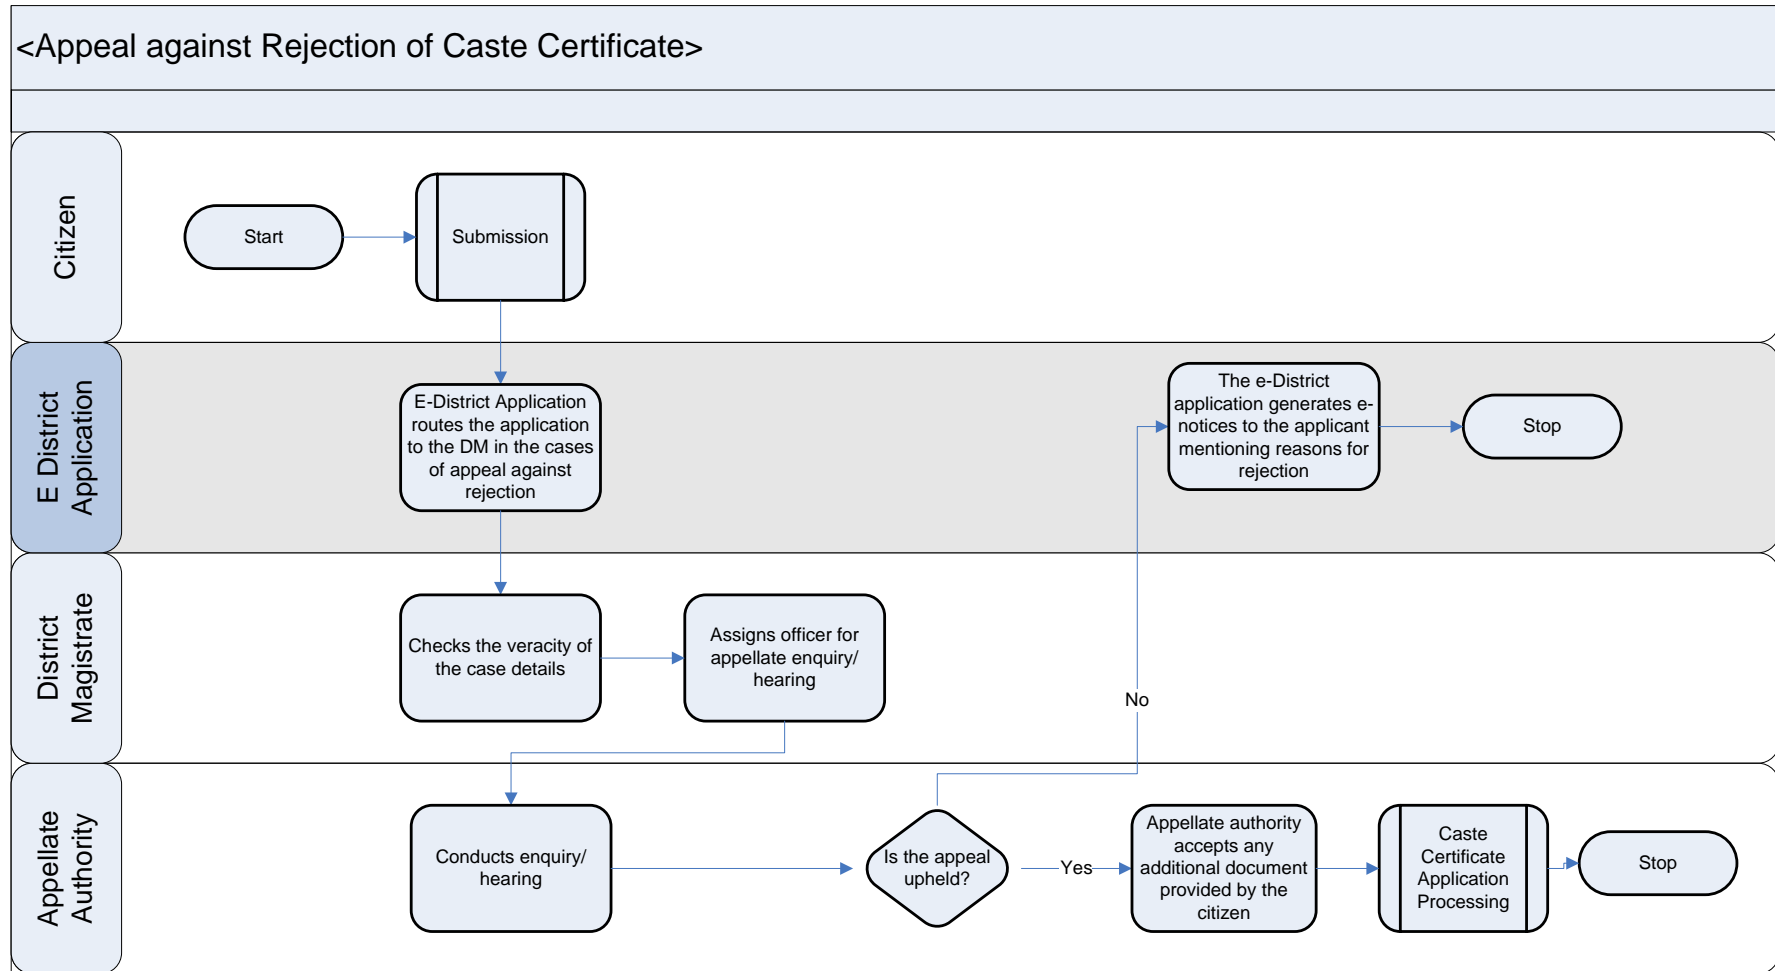 <Appeal against Rejection of Caste Certificate>
Citizen
Start
Submission
E District
Application
E-District Application
routes the application
to the DM in the cases
of appeal against
rejection
The e-District
application generates e-
notices to the applicant
mentioning reasons for
rejection
Stop
District
Magistrate
Checks the veracity of
the case details
Assigns officer for
appellate enquiry/
hearing
No
Appellate
Authority
Conducts enquiry/
hearing
Is the appeal
upheld?
Yes
Appellate authority
accepts any
additional document
provided by the
citizen
Caste
Certificate
Application
Processing
Stop